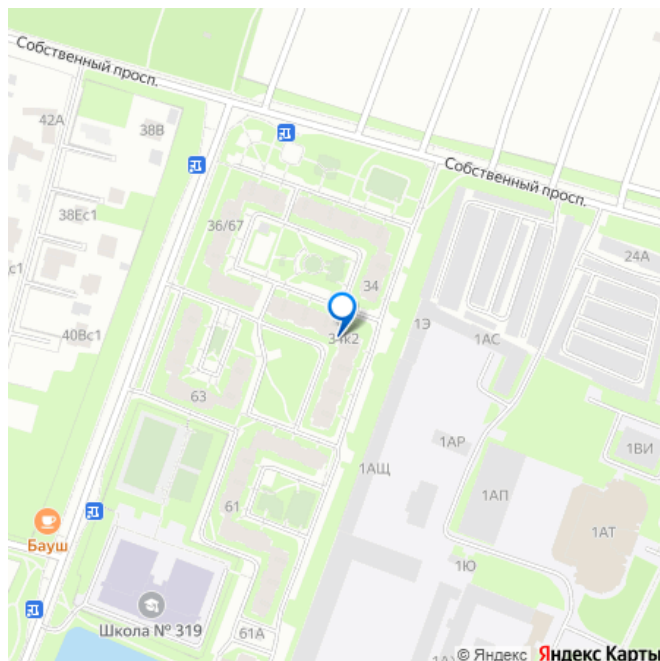 Собственный просп.
42А
38В
Собственный просп.
38Ес1
36/67
24А
34
1Э
40Вс1
34к2
1АС
63
1АР
1ВИ
1АЩ
1АП
61
1АТ
Бауш
1Ю
Школа № 319
61А
© Яндекс Яндекс Карты